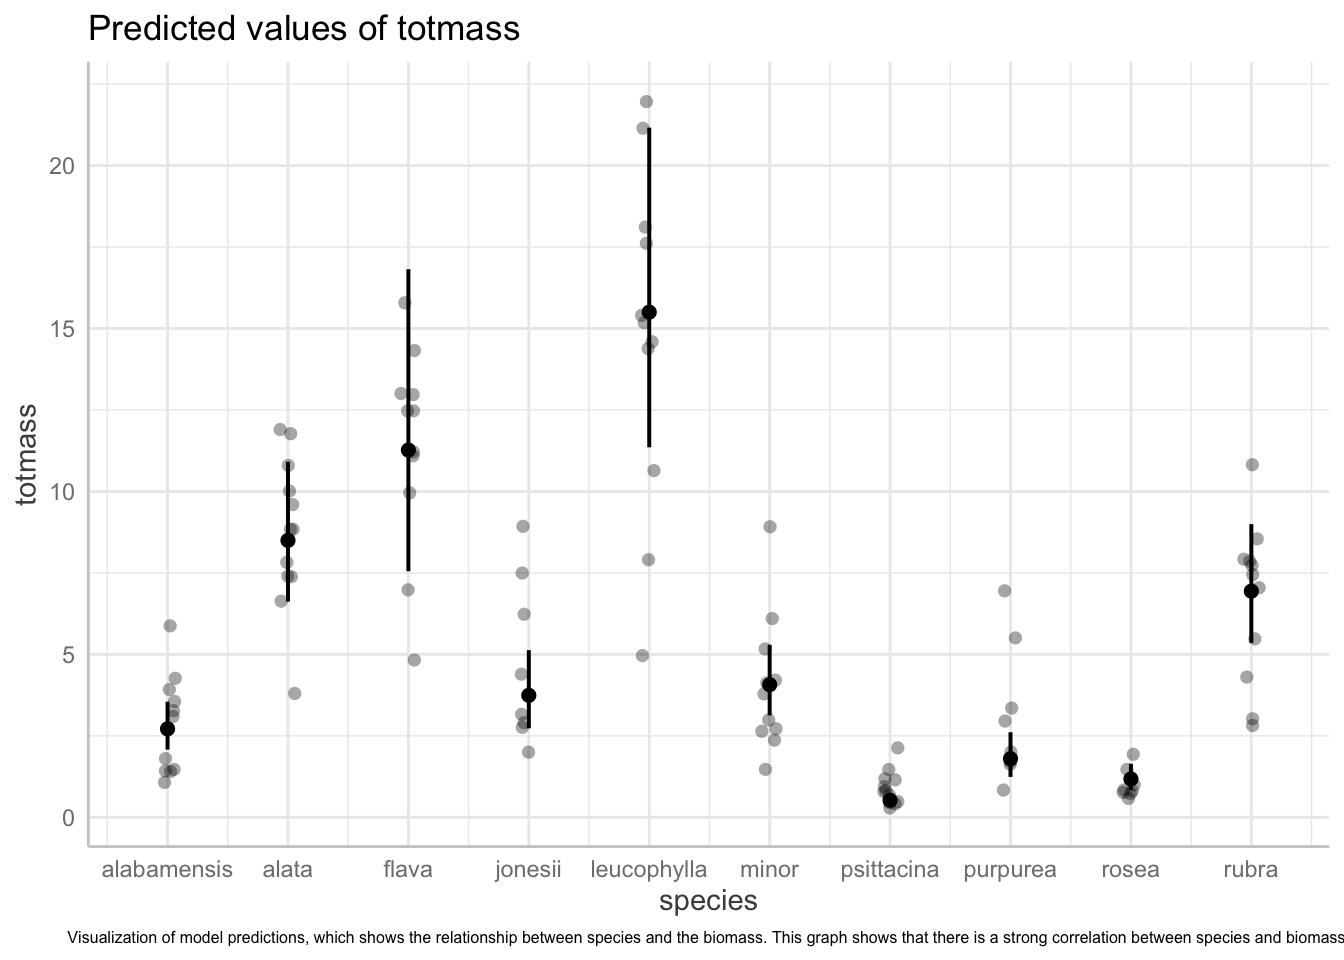 Predicted values of totmass
totmass
20
15
10
5
0
alabamensis alata flava jonesii leucophylla minor psittacina purpurea rosea rubra
species
Visualization of model predictions, which shows the relationship between species and the biomass. This graph shows that there is a strong correlation between species and biomass